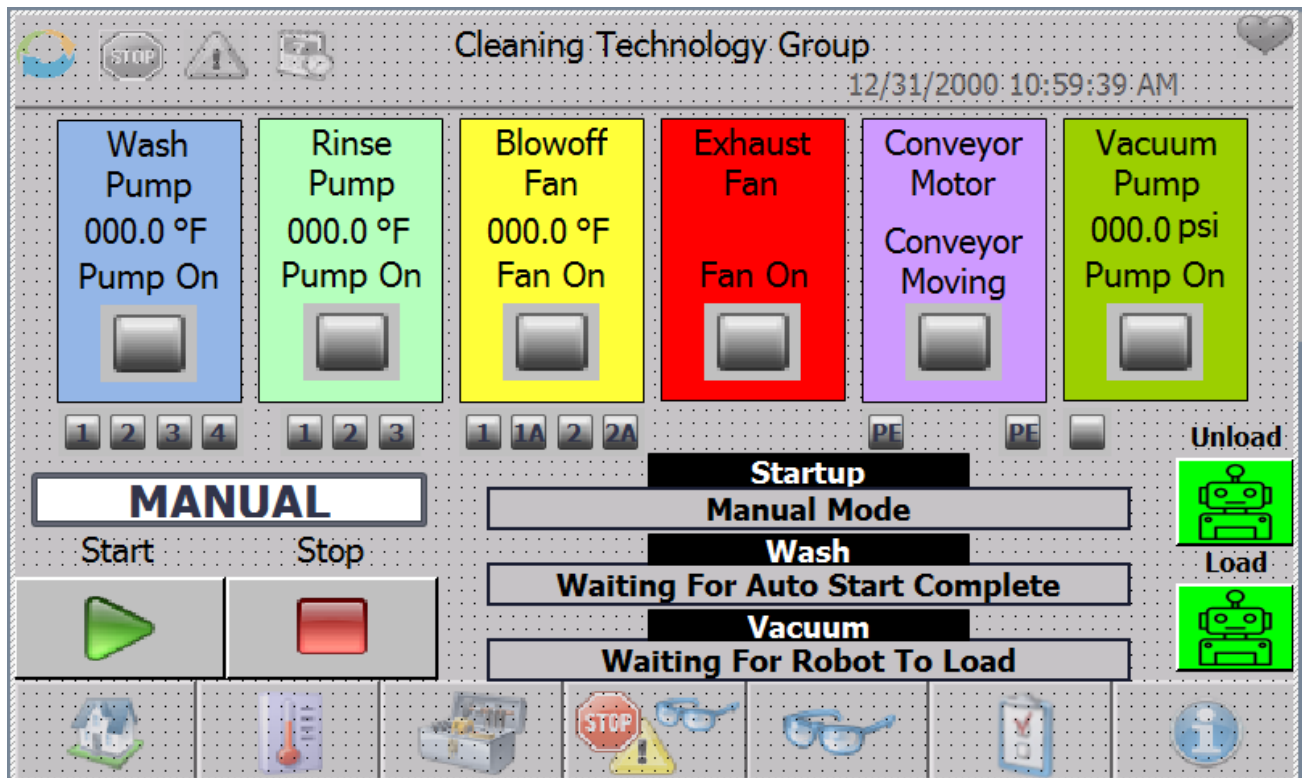 STOP
Cleaning Technology Group
12/31/2000 10:59:39 AM
Wash
Pump
000.0 °F
Pump On
Rinse
Pump
000.0 °F
Pump On
Blowoff
Fan
000.0 °F
Fan On
Exhaust
Fan
Fan On
Conveyor
Motor
Conveyor
Moving
Vacuum
Pump
000.0 psi
Pump On
1 2 3 4
1 2 3
1 1A 2 2A
PE PE
MANUAL
Start Stop
Startup
Manual Mode
Wash
Waiting For Auto Start Complete
Vacuum
Waiting For Robot To Load
Unload
Load
STOP